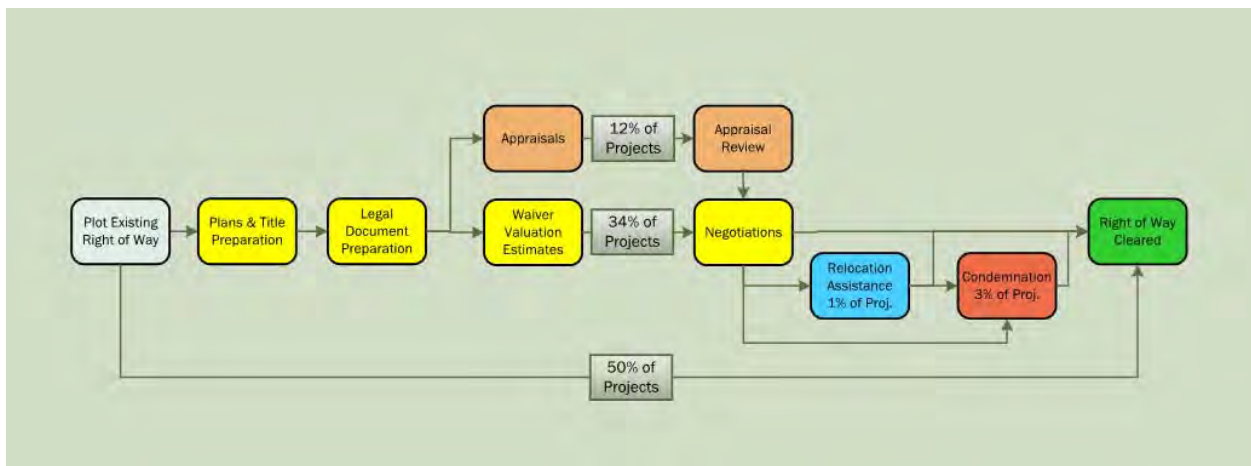 Plot Existing
Right of Way
Plans & Title
Preparation
Legal
Document
Preparation
Appraisals
12% of
Projects
Appraisal
Review
Waiver
Valuation
Estimates
34% of
Projects
Negotiations
Relocation
Assistance
1% of Proj.
Condemnation
3% of Proj.
Right of Way
Cleared
50% of
Projects